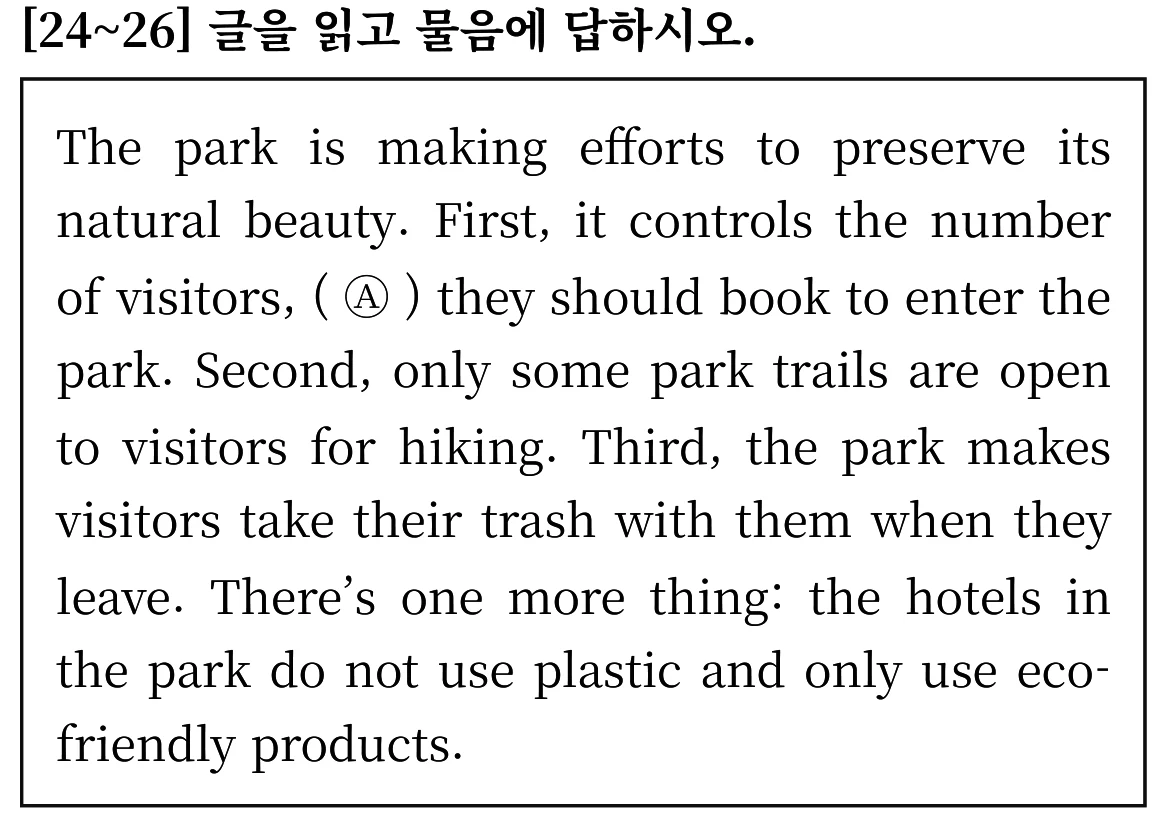 [24~26] 글을 읽고 물음에 답하시오.
The park is making efforts to preserve its
natural beauty. First, it controls the number
of visitors, ( Ⓐ ) they should book to enter the
park. Second, only some park trails are open
to visitors for hiking. Third, the park makes
visitors take their trash with them when they
leave. There’s one more thing: the hotels in
the park do not use plastic and only use eco-
friendly products.